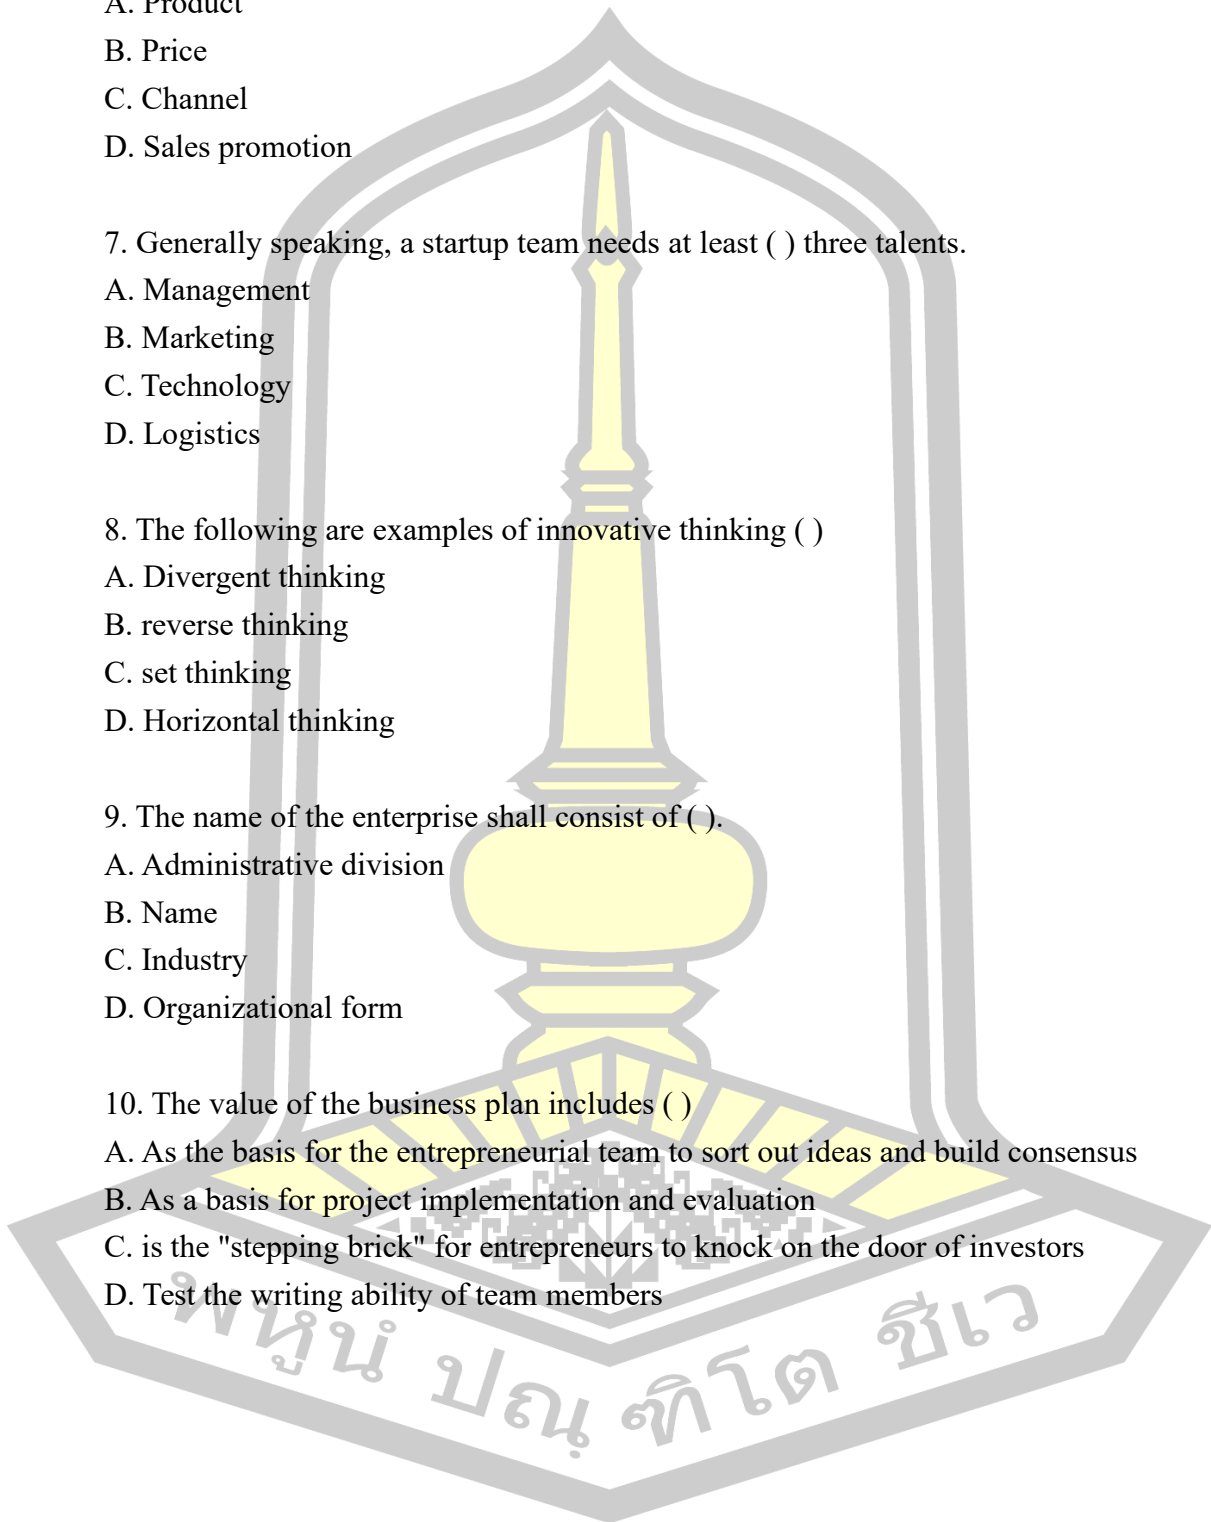 A. Product
B. Price
C. Channel
D. Sales promotion
7. Generally speaking, a startup team needs at least ( ) three talents.
A. Management
B. Marketing
C. Technology
D. Logistics
8. The following are examples of innovative thinking ( )
A. Divergent thinking
B. reverse thinking
C. set thinking
D. Horizontal thinking
9. The name of the enterprise shall consist of ( ).
A. Administrative division
B. Name
C. Industry
D. Organizational form
10. The value of the business plan includes ( )
A. As the basis for the entrepreneurial team to sort out ideas and build consensus
B. As a basis for project implementation and evaluation
C. is the "stepping brick" for entrepreneurs to knock on the door of investors
D. Test the writing ability of team members
พหูนํ ปณฺ ฑิโต ชีเว